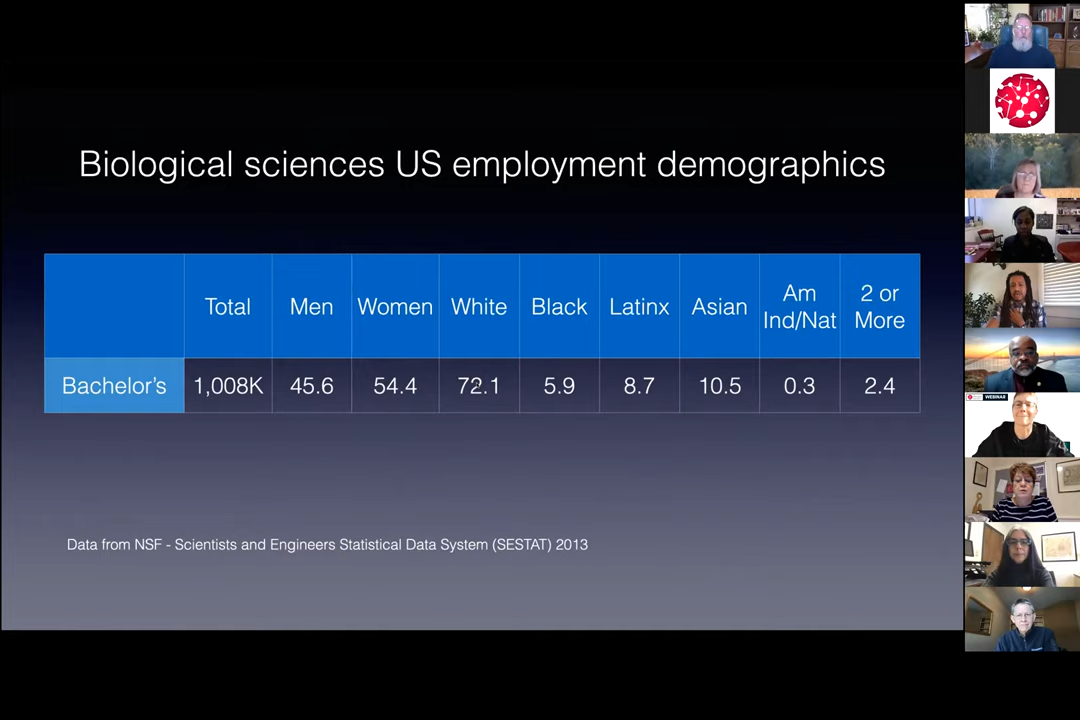 Biological sciences US employment demographics
Total Men Women White Black Latinx Asian Am Ind/Nat 2 or More
Bachelor's 1,008K 45.6 54.4 72.1 5.9 8.7 10.5 0.3 2.4
Data from NSF - Scientists and Engineers Statistical Data System (SESTAT) 2013
WEBINAR